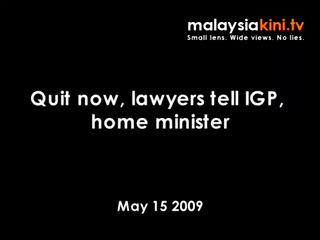 malaysiakini.tv
Small lens. Wide views. No lies.
Quit now, lawyers tell IGP,
home minister
May 15 2009